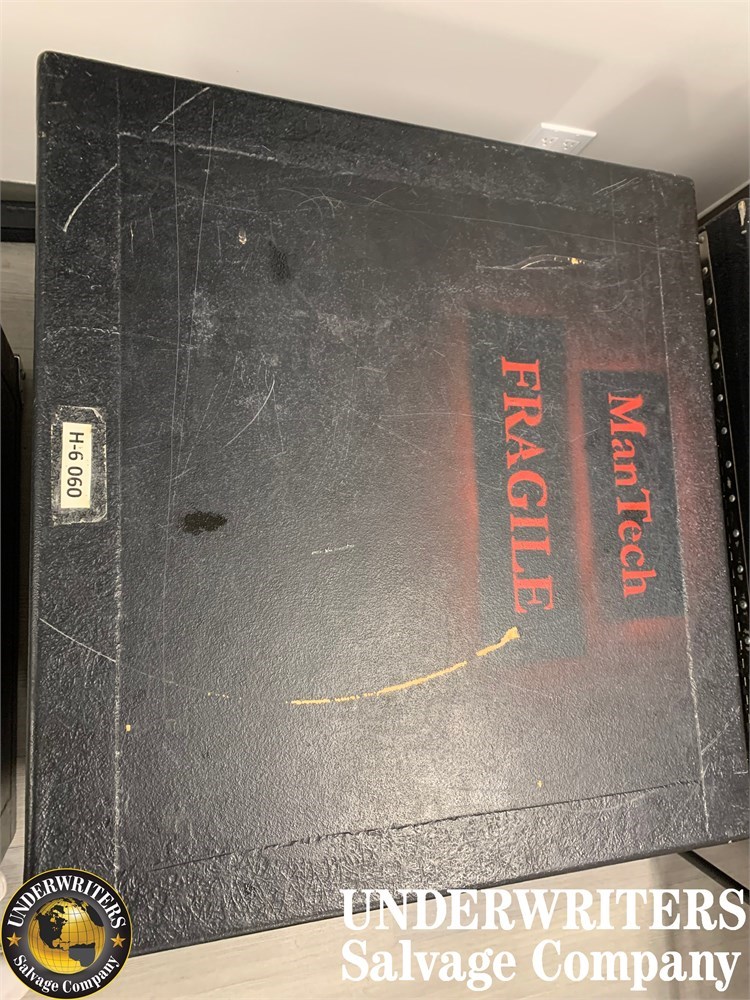 ManTech
FRAGILE
H-6 060
UNDERWRITERS
Salvage Company
UNDERWRITERS
Salvage Company